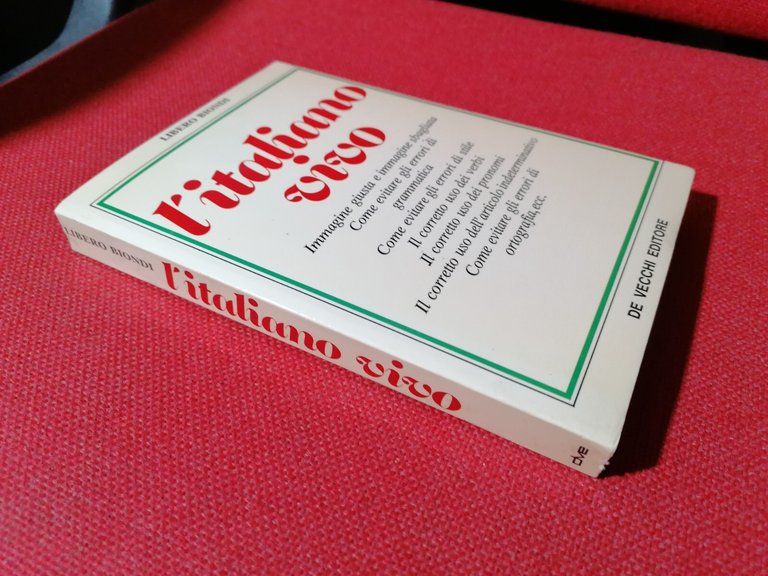 LIBERO BIONDI
l'italiano
vivo
Immagine giusta e immagine sbagliata
Come evitare gli errori di
grammatica
Come evitare gli errori di stile
Il corretto uso dei verbi
Il corretto uso dei pronomi
Il corretto uso dell'articolo indeterminativo
Come evitare gli errori di
ortografia, ecc.
DE VECCHI EDITORE
LIBERO BIONDI
l'italiano vivo
dve